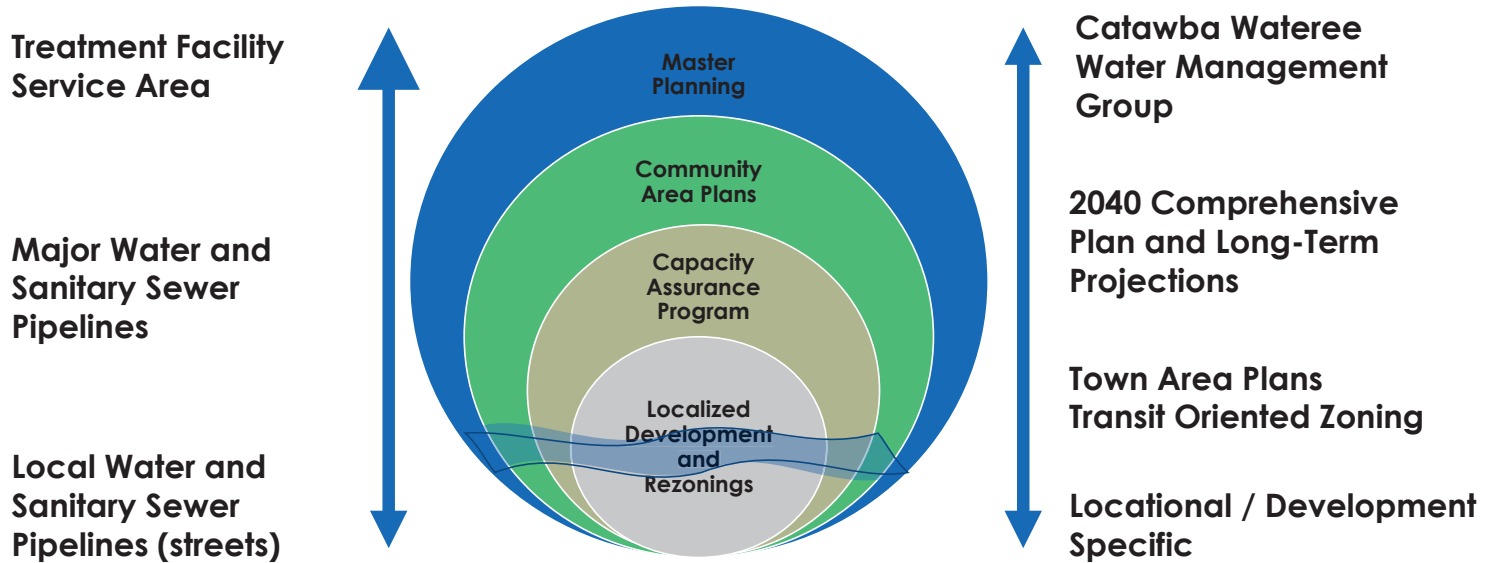 Treatment Facility
Service Area
Major Water and
Sanitary Sewer
Pipelines
Local Water and
Sanitary Sewer
Pipelines (streets)
Master
Planning
Community
Area Plans
Capacity
Assurance
Program
Localized
Development
and
Rezonings
Catawba Wateree
Water Management
Group
2040 Comprehensive
Plan and Long-Term
Projections
Town Area Plans
Transit Oriented Zoning
Locational / Development
Specific